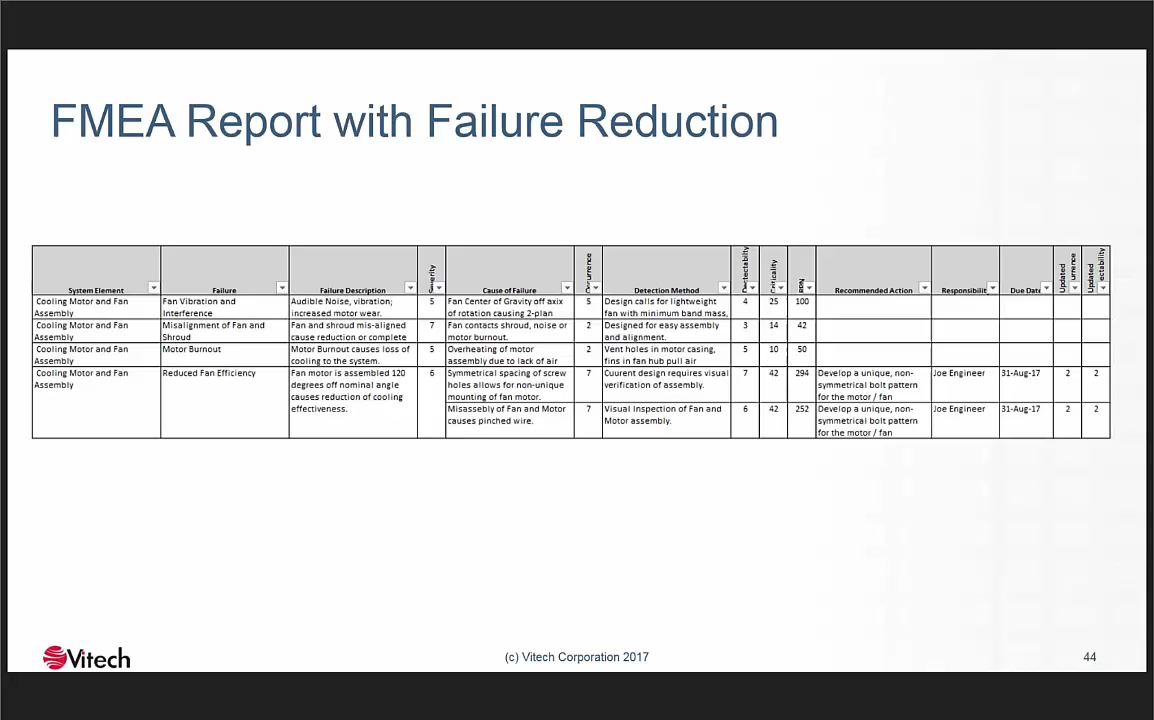 FMEA Report with Failure Reduction
System Element Failure Failure Description Severity Cause of Failure Occurrence Detection Method Dectectability Criticality RPN Recommended Action Responsibilit Due Date Updated Updated
Cooling Motor and Fan Fan Vibration and Audible Noise, vibration; 5 Fan Center of Gravity off axix 5 Design calls for lightweight 4 25 100
Assembly Interference increased motor wear. of rotation causing 2-plan fan with minimum band mass,
Cooling Motor and Fan Misalignment of Fan and Fan and shroud mis-aligned 7 Fan contacts shroud, noise or 2 Designed for easy assembly 3 14 42
Assembly Shroud cause reduction or complete motor burnout. and alignment.
Cooling Motor and Fan Motor Burnout Motor Burnout causes loss of 5 Overheating of motor 2 Vent holes in motor casing, 5 10 50
Assembly cooling to the system. assembly due to lack of air fins in fan hub pull air
Cooling Motor and Fan Reduced Fan Efficiency Fan motor is assembled 120 6 Symmetrical spacing of screw 7 Cuurent design requires visual 7 42 294 Develop a unique, non- Joe Engineer 31-Aug-17 2 2
Assembly degrees off nominal angle holes allows for non-unique verification of assembly. symmetrical bolt pattern
causes reduction of cooling mounting of fan motor. for the motor / fan
effectiveness. Misassebly of Fan and Motor 7 Visual Inspection of Fan and 6 42 252 Develop a unique, non- Joe Engineer 31-Aug-17 2 2
causes pinched wire. Motor assembly. symmetrical bolt pattern
for the motor / fan
Vitech
(c) Vitech Corporation 2017
44